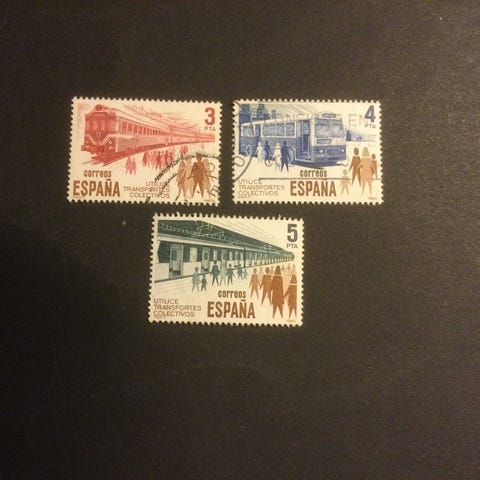 3
PTA
correos
ESPAÑA
UTILICE
TRANSPORTES
COLECTIVOS
4
PTA
correos
ESPAÑA
UTILICE
TRANSPORTES
COLECTIVOS
5
PTA
correos
ESPAÑA
UTILICE
TRANSPORTES
COLECTIVOS